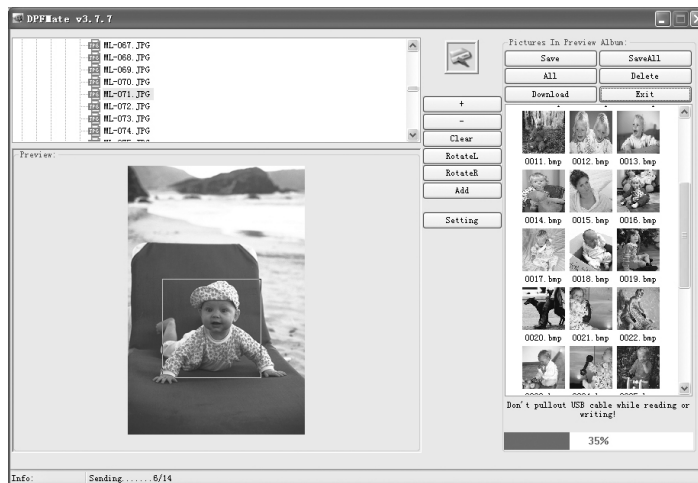 DPFMate v3.7.7
ML-067.JPG
ML-068.JPG
ML-069.JPG
ML-070.JPG
ML-071.JPG
ML-072.JPG
ML-073.JPG
ML-074.JPG
Preview:
+
-
Clear
RotateL
RotateR
Add
Setting
Pictures In Preview Album:
Save SaveAll
All Delete
Download Exit
0011.bmp 0012.bmp 0013.bmp
0014.bmp 0015.bmp 0016.bmp
0017.bmp 0018.bmp 0019.bmp
0020.bmp 0021.bmp 0022.bmp
Don't pullout USB cable while reading or
writing!
35%
Info: Sending.......6/14